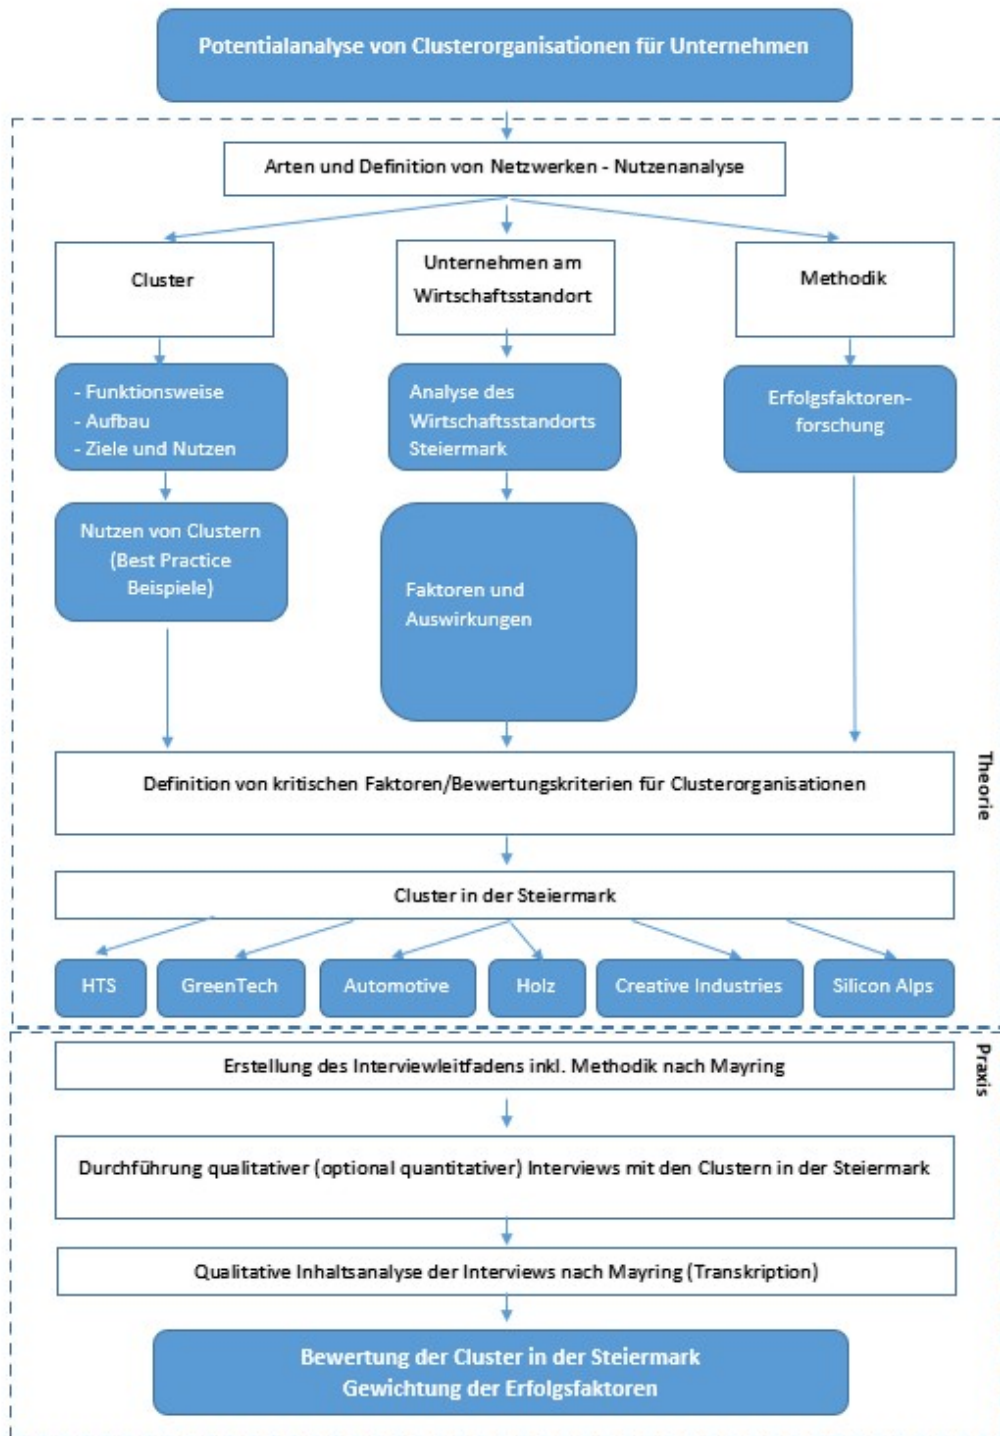 Potentialanalyse von Clusterorganisationen für Unternehmen
Arten und Definition von Netzwerken - Nutzenanalyse
Cluster
Unternehmen am
Wirtschaftsstandort
Methodik
- Funktionsweise
- Aufbau
- Ziele und Nutzen
Analyse des
Wirtschaftsstandorts
Steiermark
Erfolgsfaktoren-
forschung
Nutzen von Clustern
(Best Practice
Beispiele)
Faktoren und
Auswirkungen
Definition von kritischen Faktoren/Bewertungskriterien für Clusterorganisationen
Theorie
Cluster in der Steiermark
HTS
GreenTech
Automotive
Holz
Creative Industries
Silicon Alps
Praxis
Erstellung des Interviewleitfadens inkl. Methodik nach Mayring
Durchführung qualitativer (optional quantitativer) Interviews mit den Clustern in der Steiermark
Qualitative Inhaltsanalyse der Interviews nach Mayring (Transkription)
Bewertung der Cluster in der Steiermark
Gewichtung der Erfolgsfaktoren